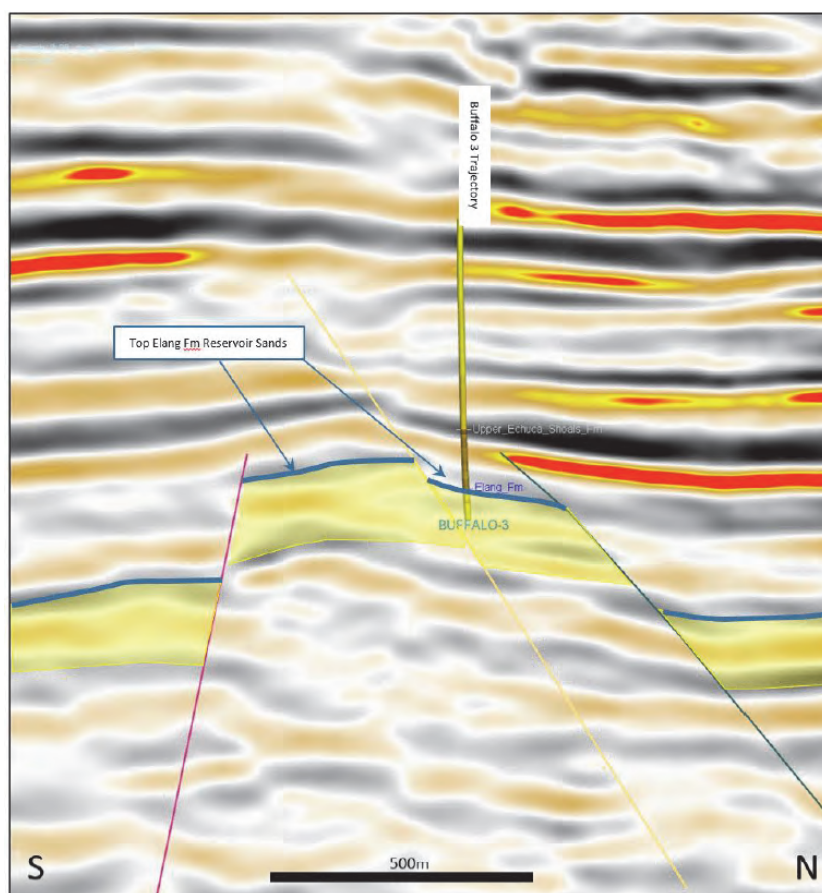 Buffalo 3 Trajectory
Top Elang Fm Reservoir Sands
Upper_Echuca_Shoals_Fm
Elang_Fm
BUFFALO-3
S
500m
N